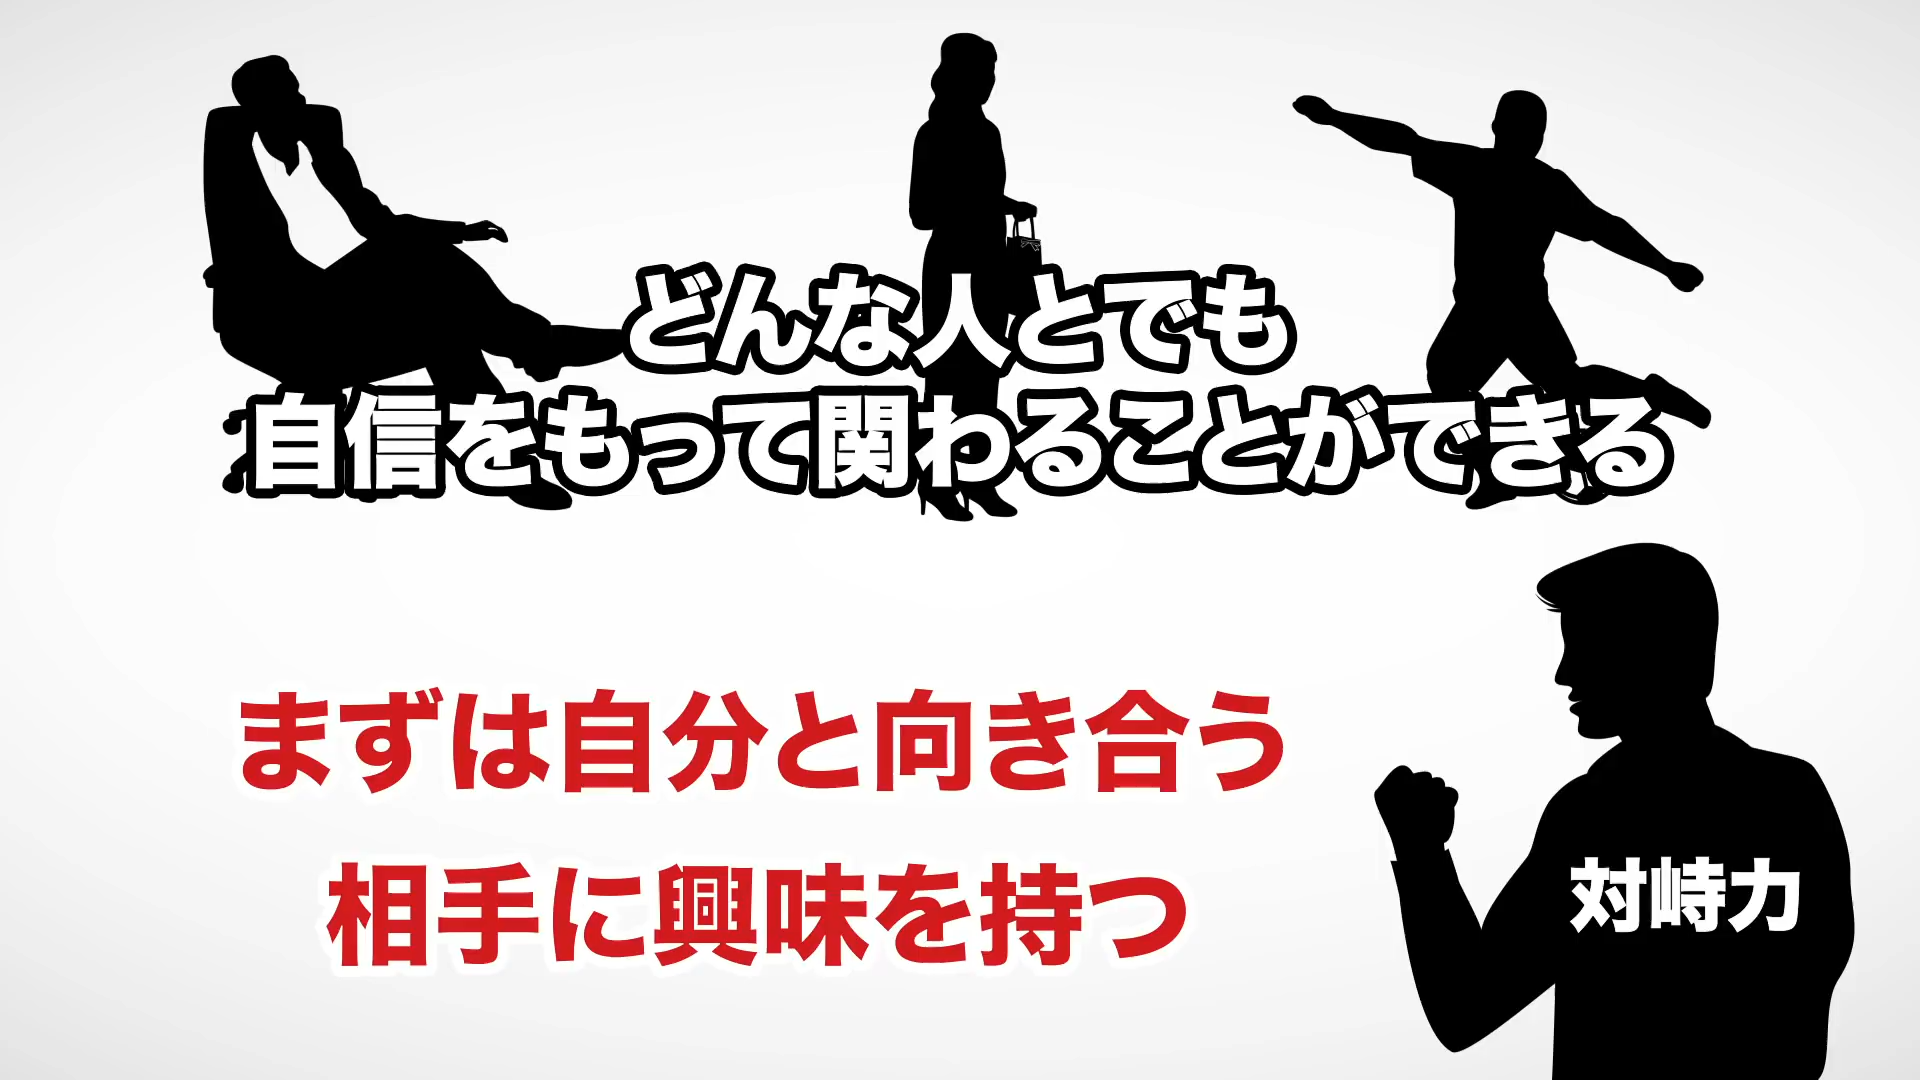 どんな人とでも
自信をもって関わることができる
まずは自分と向き合う
相手に興味を持つ
対峙力